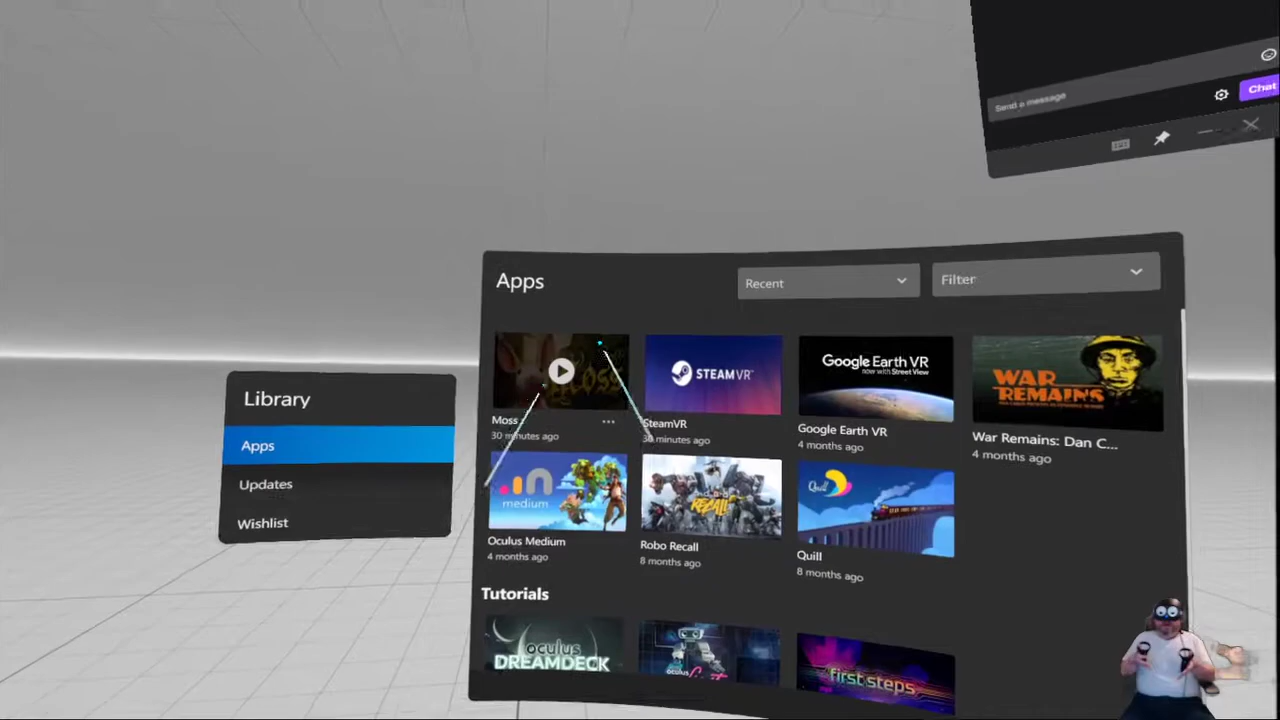 Send a message
Chat
Apps
Recent
Filter
MOSS
STEAMVR
Google Earth VR
now with Street View
WAR
REMAINS
Moss
30 minutes ago
SteamVR
30 minutes ago
Google Earth VR
4 months ago
War Remains: Dan C...
4 months ago
Library
Apps
Updates
Wishlist
medium
RECALL
Quill
Oculus Medium
4 months ago
Robo Recall
8 months ago
Quill
8 months ago
Tutorials
oculus
DREAMDECK
first steps